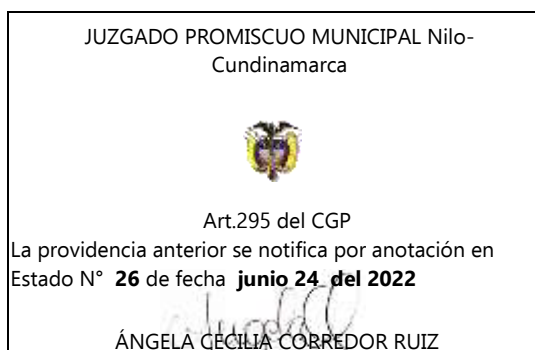 JUZGADO PROMISCUO MUNICIPAL Nilo-
Cundinamarca
Art.295 del CGP
La providencia anterior se notifica por anotación en
Estado N° 26 de fecha junio 24 del 2022
ÁNGELA CECILIA CORREDOR RUIZ